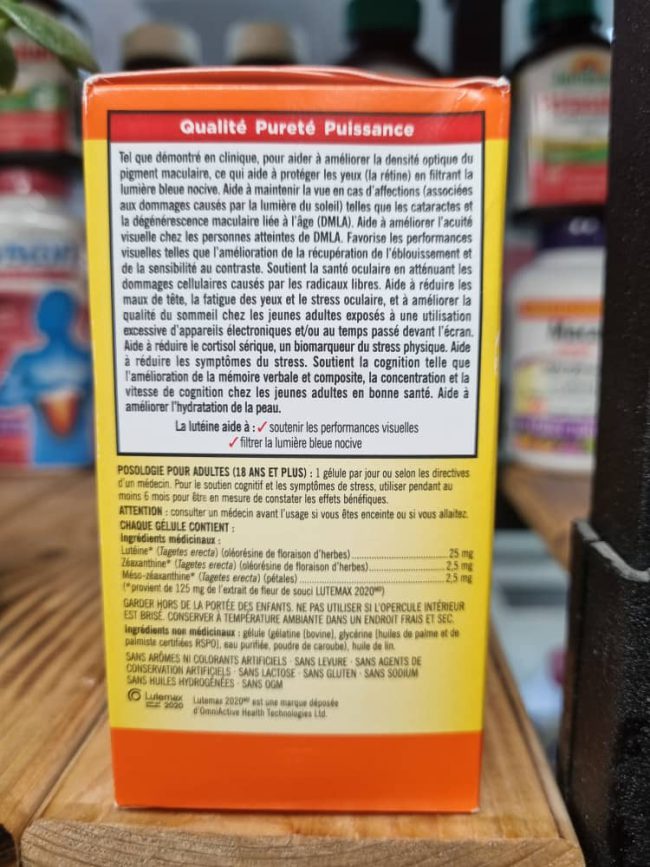 Qualité Pureté Puissance
Tel que démontré en clinique, pour aider à améliorer la densité optique du
pigment maculaire, ce qui aide à protéger les yeux (la rétine) en filtrant la
lumière bleue nocive. Aide à maintenir la vue en cas d'affections (associées
aux dommages causés par la lumière du soleil) telles que les cataractes et
la dégénérescence maculaire liée à l'âge (DMLA). Aide à améliorer l'acuité
visuelle chez les personnes atteintes de DMLA. Favorise les performances
visuelles telles que l'amélioration de la récupération de l'éblouissement et
de la sensibilité au contraste. Soutient la santé oculaire en atténuant les
dommages cellulaires causés par les radicaux libres. Aide à réduire les
maux de tête, la fatigue des yeux et le stress oculaire, et à améliorer la
qualité du sommeil chez les jeunes adultes exposés à une utilisation
excessive d'appareils électroniques et/ou au temps passé devant l'écran.
Aide à réduire le cortisol sérique, un biomarqueur du stress physique. Aide
à réduire les symptômes du stress. Soutient la cognition telle que
l'amélioration de la mémoire verbale et composite, la concentration et la
vitesse de cognition chez les jeunes adultes en bonne santé. Aide à
améliorer l'hydratation de la peau.
La lutéine aide à : ✓ soutenir les performances visuelles
✓ filtrer la lumière bleue nocive
POSOLOGIE POUR ADULTES (18 ANS ET PLUS) : 1 gélule par jour ou selon les directives
d'un médecin. Pour le soutien cognitif et les symptômes de stress, utiliser pendant au
moins 6 mois pour être en mesure de constater les effets bénéfiques.
ATTENTION : consulter un médecin avant l'usage si vous êtes enceinte ou si vous allaitez.
CHAQUE GÉLULE CONTIENT :
Ingrédients médicinaux :
Lutéine* (Tagetes erecta) (oléorésine de floraison d'herbes) 25 mg
Zéaxanthine* (Tagetes erecta) (oléorésine de floraison d'herbes) 2,5 mg
Méso-zéaxanthine* (Tagetes erecta) (pétales) 2,5 mg
(*provient de 125 mg de l'extrait de fleur de souci LUTEMAX 2020MD)
GARDER HORS DE LA PORTÉE DES ENFANTS. NE PAS UTILISER SI L'OPERCULE INTÉRIEUR
EST BRISÉ. CONSERVER À TEMPÉRATURE AMBIANTE DANS UN ENDROIT FRAIS ET SEC.
Ingrédients non médicinaux : gélule (gélatine (bovine), glycérine (huiles de palme et de
palmiste certifiées RSPO), eau purifiée, poudre de caroube), huile de lin.
SANS ARÔMES NI COLORANTS ARTIFICIELS · SANS LEVURE · SANS AGENTS DE
CONSERVATION ARTIFICIELS · SANS LACTOSE · SANS GLUTEN · SANS SODIUM
SANS HUILES HYDROGÉNÉES · SANS OGM
Lutemax 2020
Lutemax 2020MD est une marque déposée
d'OmniActive Health Technologies Ltd.